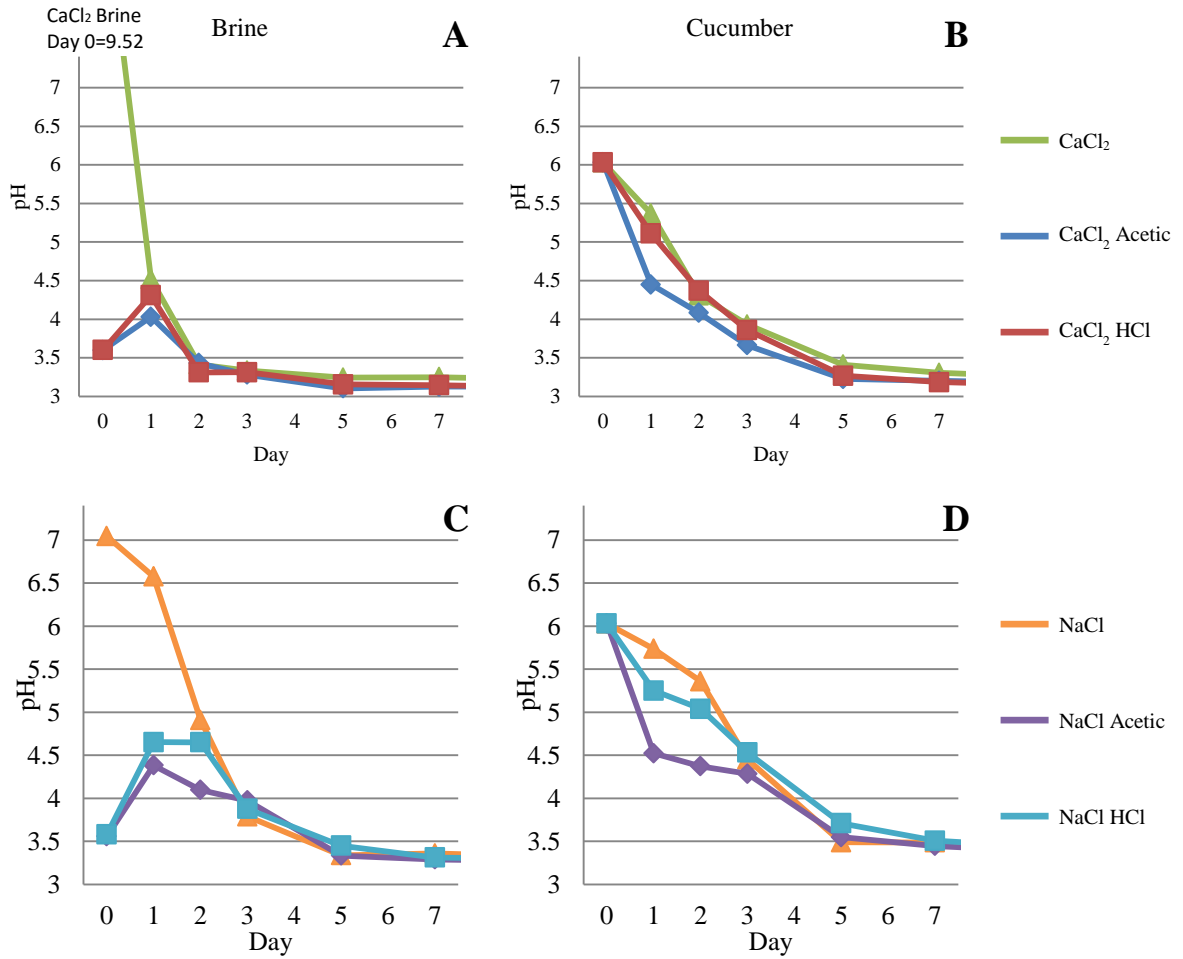 CaCl₂ Brine
Day 0=9.52
Brine
A
7
6.5
6
5.5
5
4.5
4
3.5
3
pH
0 1 2 3 4 5 6 7
Day
Cucumber
B
7
6.5
6
5.5
5
4.5
4
3.5
3
pH
0 1 2 3 4 5 6 7
Day
CaCl₂
CaCl₂ Acetic
CaCl₂ HCl
C
7
6.5
6
5.5
5
4.5
4
3.5
3
pH
0 1 2 3 4 5 7
Day
D
7
6.5
6
5.5
5
4.5
4
3.5
3
pH
0 1 2 3 4 5 7
Day
NaCl
NaCl Acetic
NaCl HCl